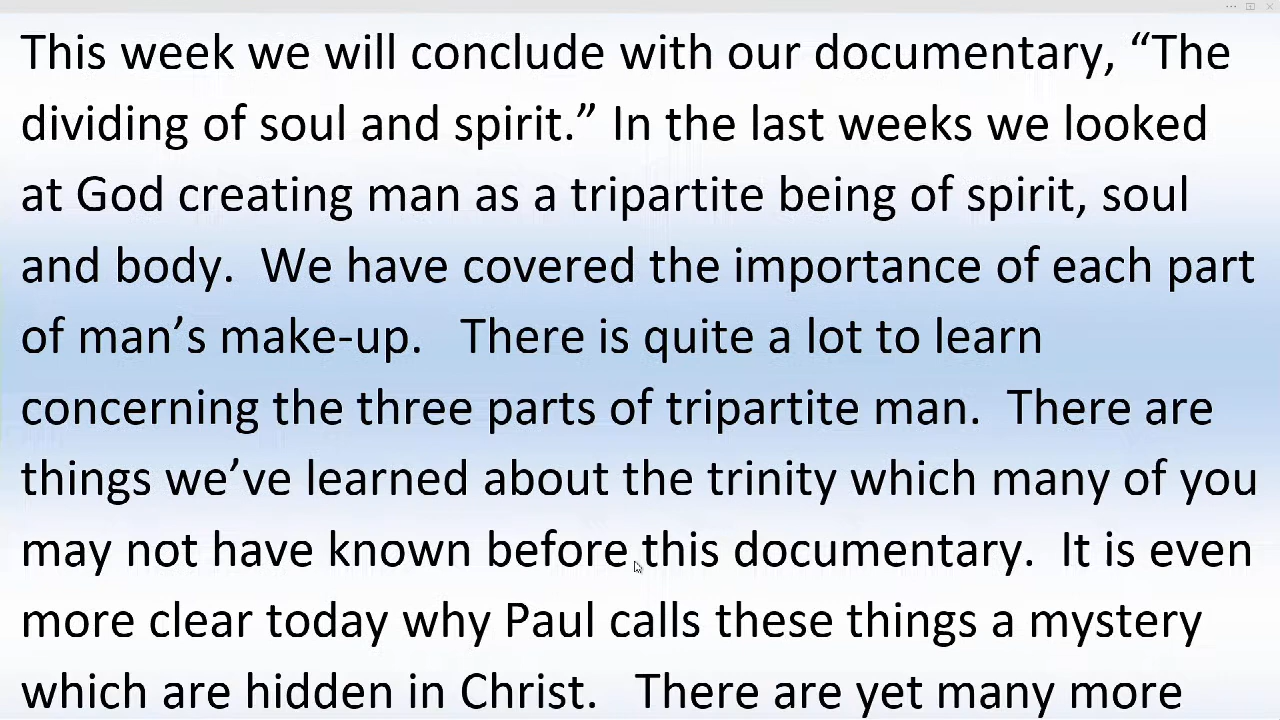 This week we will conclude with our documentary, “The
dividing of soul and spirit.” In the last weeks we looked
at God creating man as a tripartite being of spirit, soul
and body.  We have covered the importance of each part
of man’s make-up.   There is quite a lot to learn
concerning the three parts of tripartite man.  There are
things we’ve learned about the trinity which many of you
may not have known before this documentary.  It is even
more clear today why Paul calls these things a mystery
which are hidden in Christ.   There are yet many more